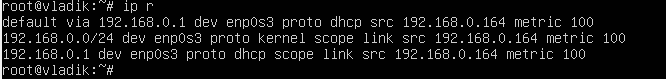 root@vladik:~# ip r
default via 192.168.0.1 dev enp0s3 proto dhcp src 192.168.0.164 metric 100
192.168.0.0/24 dev enp0s3 proto kernel scope link src 192.168.0.164 metric 100
192.168.0.1 dev enp0s3 proto dhcp scope link src 192.168.0.164 metric 100
root@vladik:~#